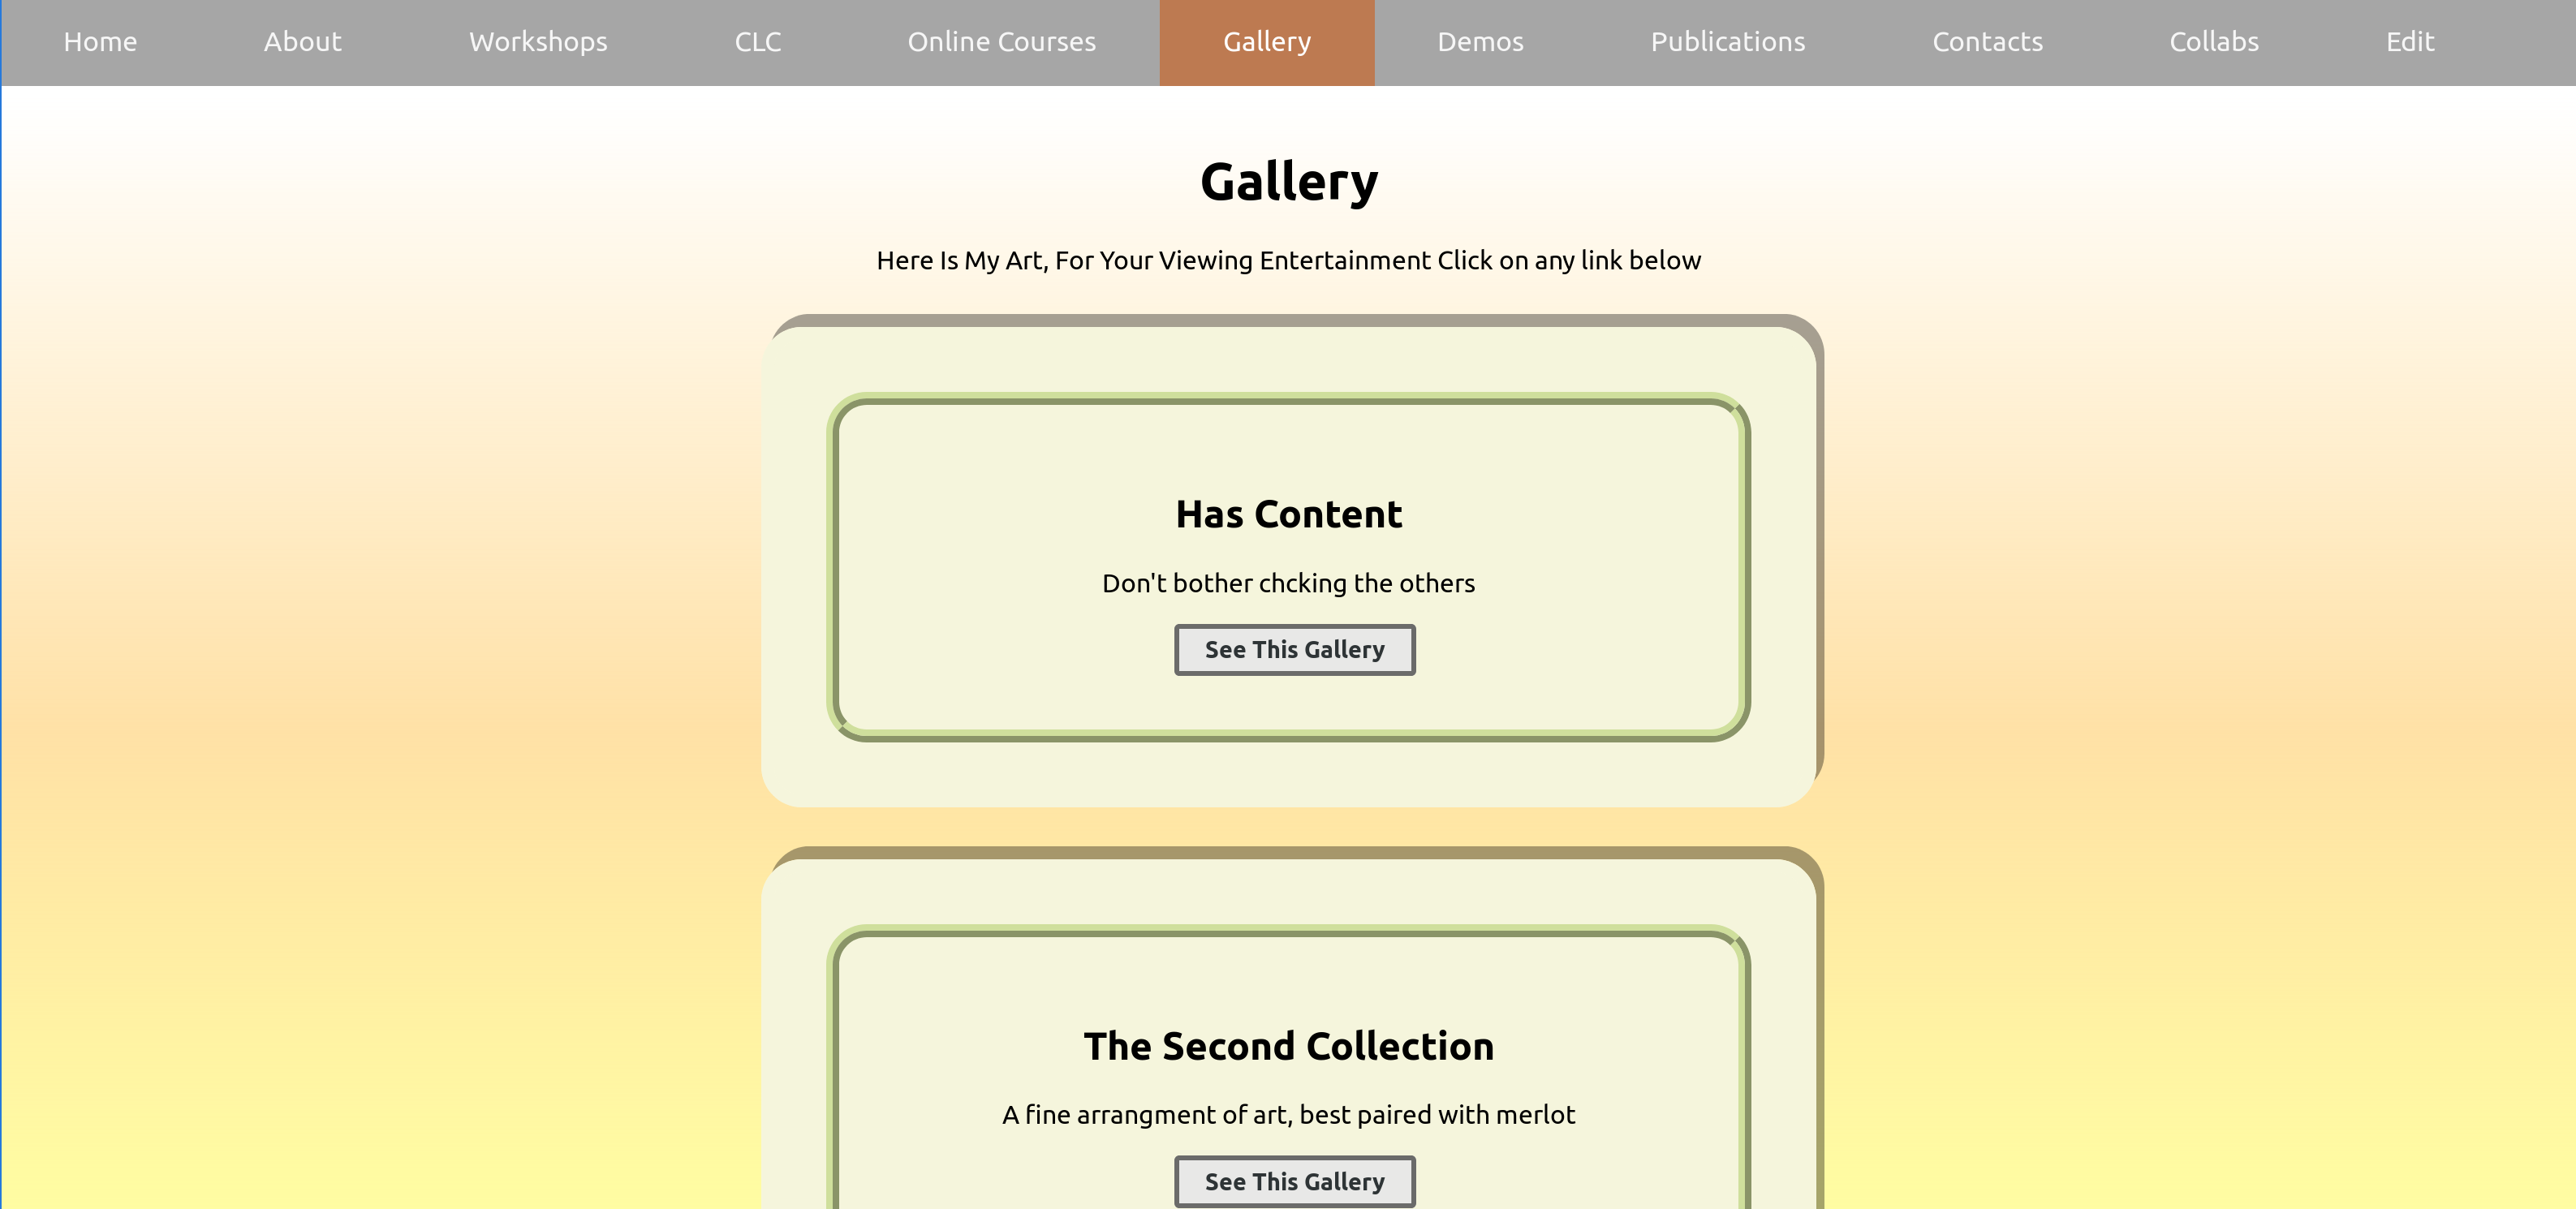 Home About Workshops CLC Online Courses Gallery Demos Publications Contacts Collabs Edit
Gallery
Here Is My Art, For Your Viewing Entertainment Click on any link below
Has Content
Don't bother chcking the others
See This Gallery
The Second Collection
A fine arrangment of art, best paired with merlot
See This Gallery